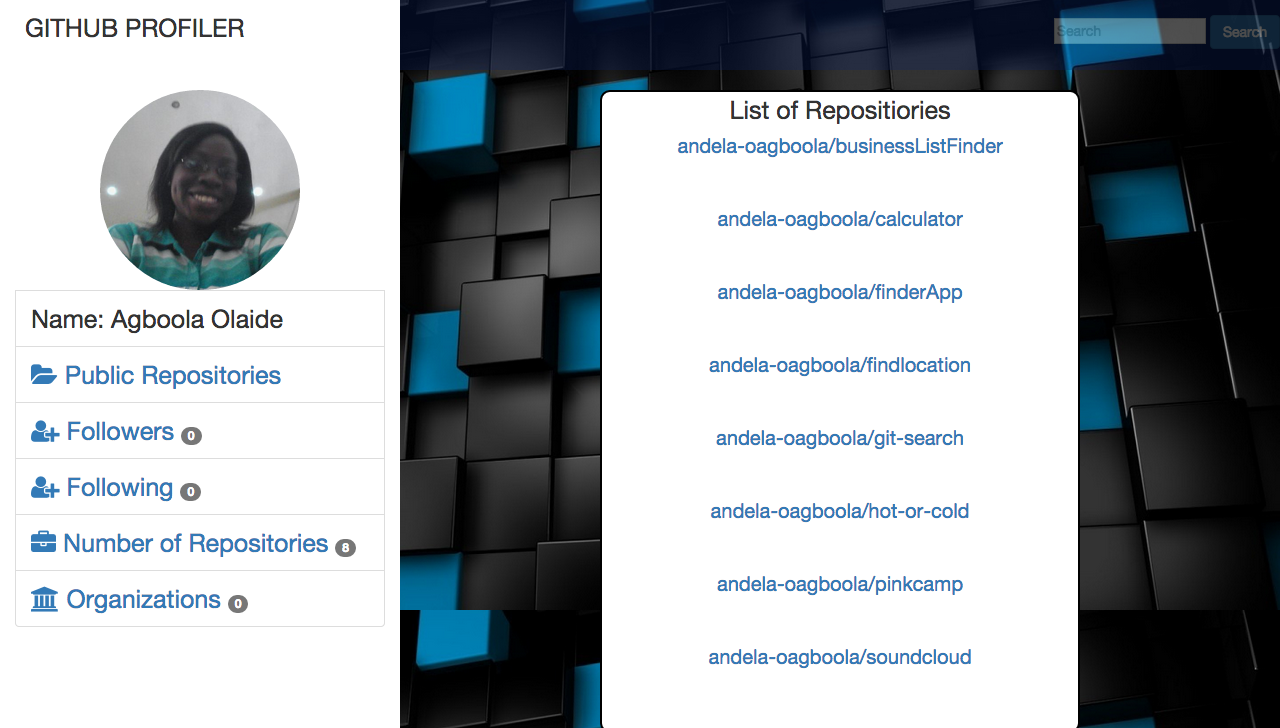 GITHUB PROFILER
Search
Search
Name: Agboola Olaide
Public Repositories
Followers 0
Following 0
Number of Repositories 8
Organizations 0
List of Repositiories
andela-oagboola/businessListFinder
andela-oagboola/calculator
andela-oagboola/finderApp
andela-oagboola/findlocation
andela-oagboola/git-search
andela-oagboola/hot-or-cold
andela-oagboola/pinkcamp
andela-oagboola/soundcloud